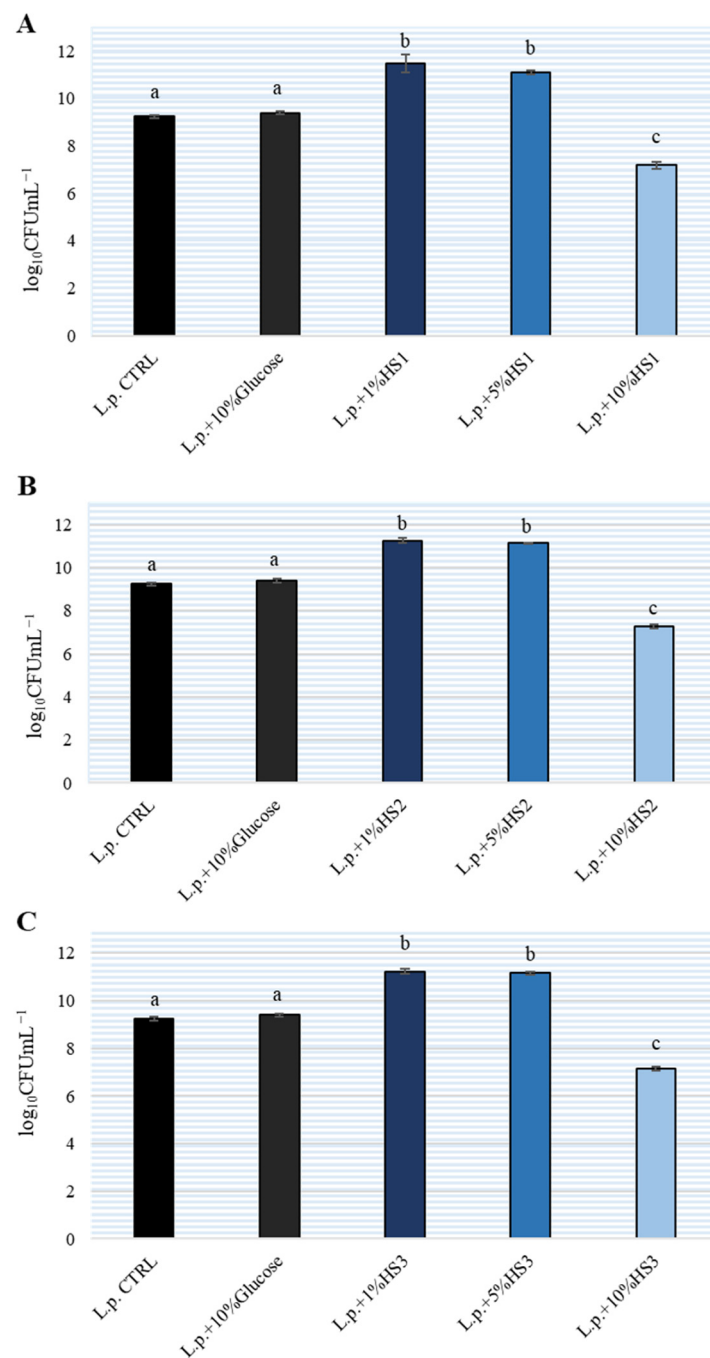 A
12
10
8
6
4
2
0
log₁₀CFUmL⁻¹
a
a
b
b
c
L.p. CTRL
L.p.+10%Glucose
L.p.+1%HS1
L.p.+5%HS1
L.p.+10%HS1
B
12
10
8
6
4
2
0
log₁₀CFUmL⁻¹
a
a
b
b
c
L.p. CTRL
L.p.+10%Glucose
L.p.+1%HS2
L.p.+5%HS2
L.p.+10%HS2
C
12
10
8
6
4
2
0
log₁₀CFUmL⁻¹
a
a
b
b
c
L.p. CTRL
L.p.+10%Glucose
L.p.+1%HS3
L.p.+5%HS3
L.p.+10%HS3